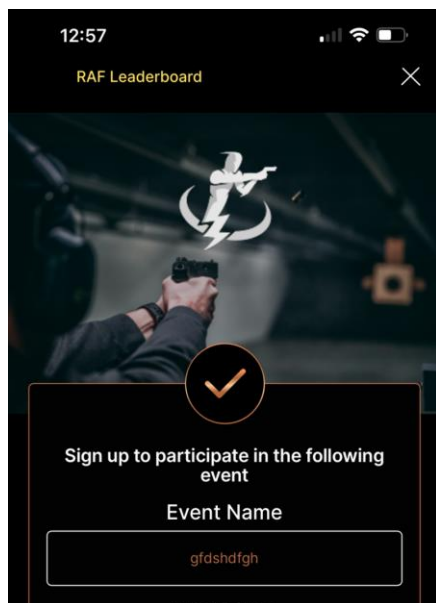 12:57
RAF Leaderboard
Sign up to participate in the following
event
Event Name
gfdshdfgh